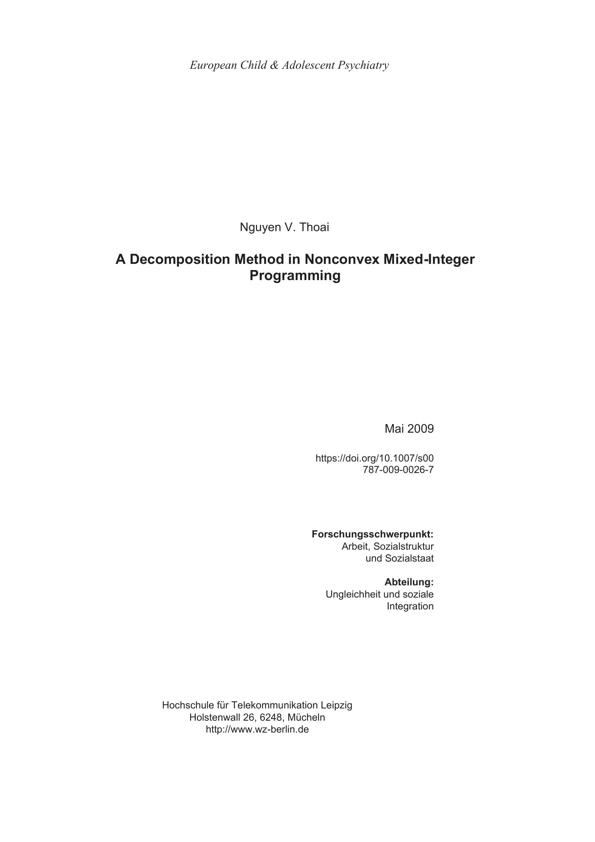 European Child & Adolescent Psychiatry
Nguyen V. Thoai
A Decomposition Method in Nonconvex Mixed-Integer
Programming
Mai 2009
https://doi.org/10.1007/s00
787-009-0026-7
Forschungsschwerpunkt:
Arbeit, Sozialstruktur
und Sozialstaat
Abteilung:
Ungleichheit und soziale
Integration
Hochschule für Telekommunikation Leipzig
Holstenwall 26, 6248, Mücheln
http://www.wz-berlin.de